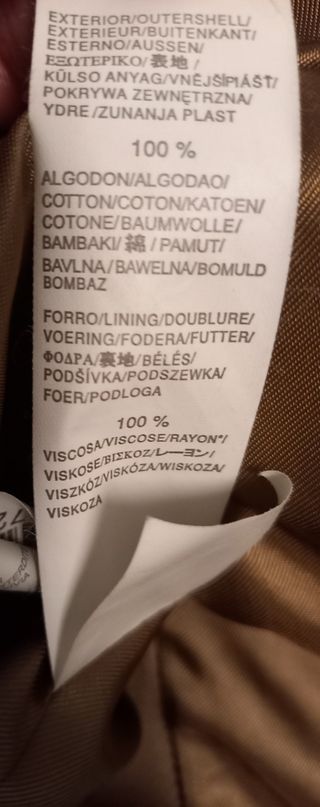 EXTERIOR/OUTERSHELL/
EXTERIEUR/BUITENKANT/
ESTERNO/AUSSEN/
ΕΞΩΤΕΡΙΚΟ/表地/
KÜLSO ANYAG/VNĚJŠÍPLÁŠŤ/
POKRYWA ZEWNĘTRZNA/
YDRE/ZUNANJA PLAST
100 %
ALGODON/ALGODAO/
COTTON/COTON/KATOEN/
COTONE/BAUMWOLLE/
BAMBAKI/綿/PAMUT/
BAVLNA/BAWELNA/BOMULD
BOMBAZ
FORRO/LINING/DOUBLURE/
VOERING/FODERA/FUTTER/
ΦΟΔΡΑ/裏地/BÉLÉS/
PODŠÍVKA/PODSZEWKA/
FOER/PODLOGA
100 %
VISCOSA/VISCOSE/RAYON*/
VISKOSE/ΒΙΣΚΟΖ/レーヨン/
VISZKÓZ/VISKÓZA/WISKOZA/
VISKOZA